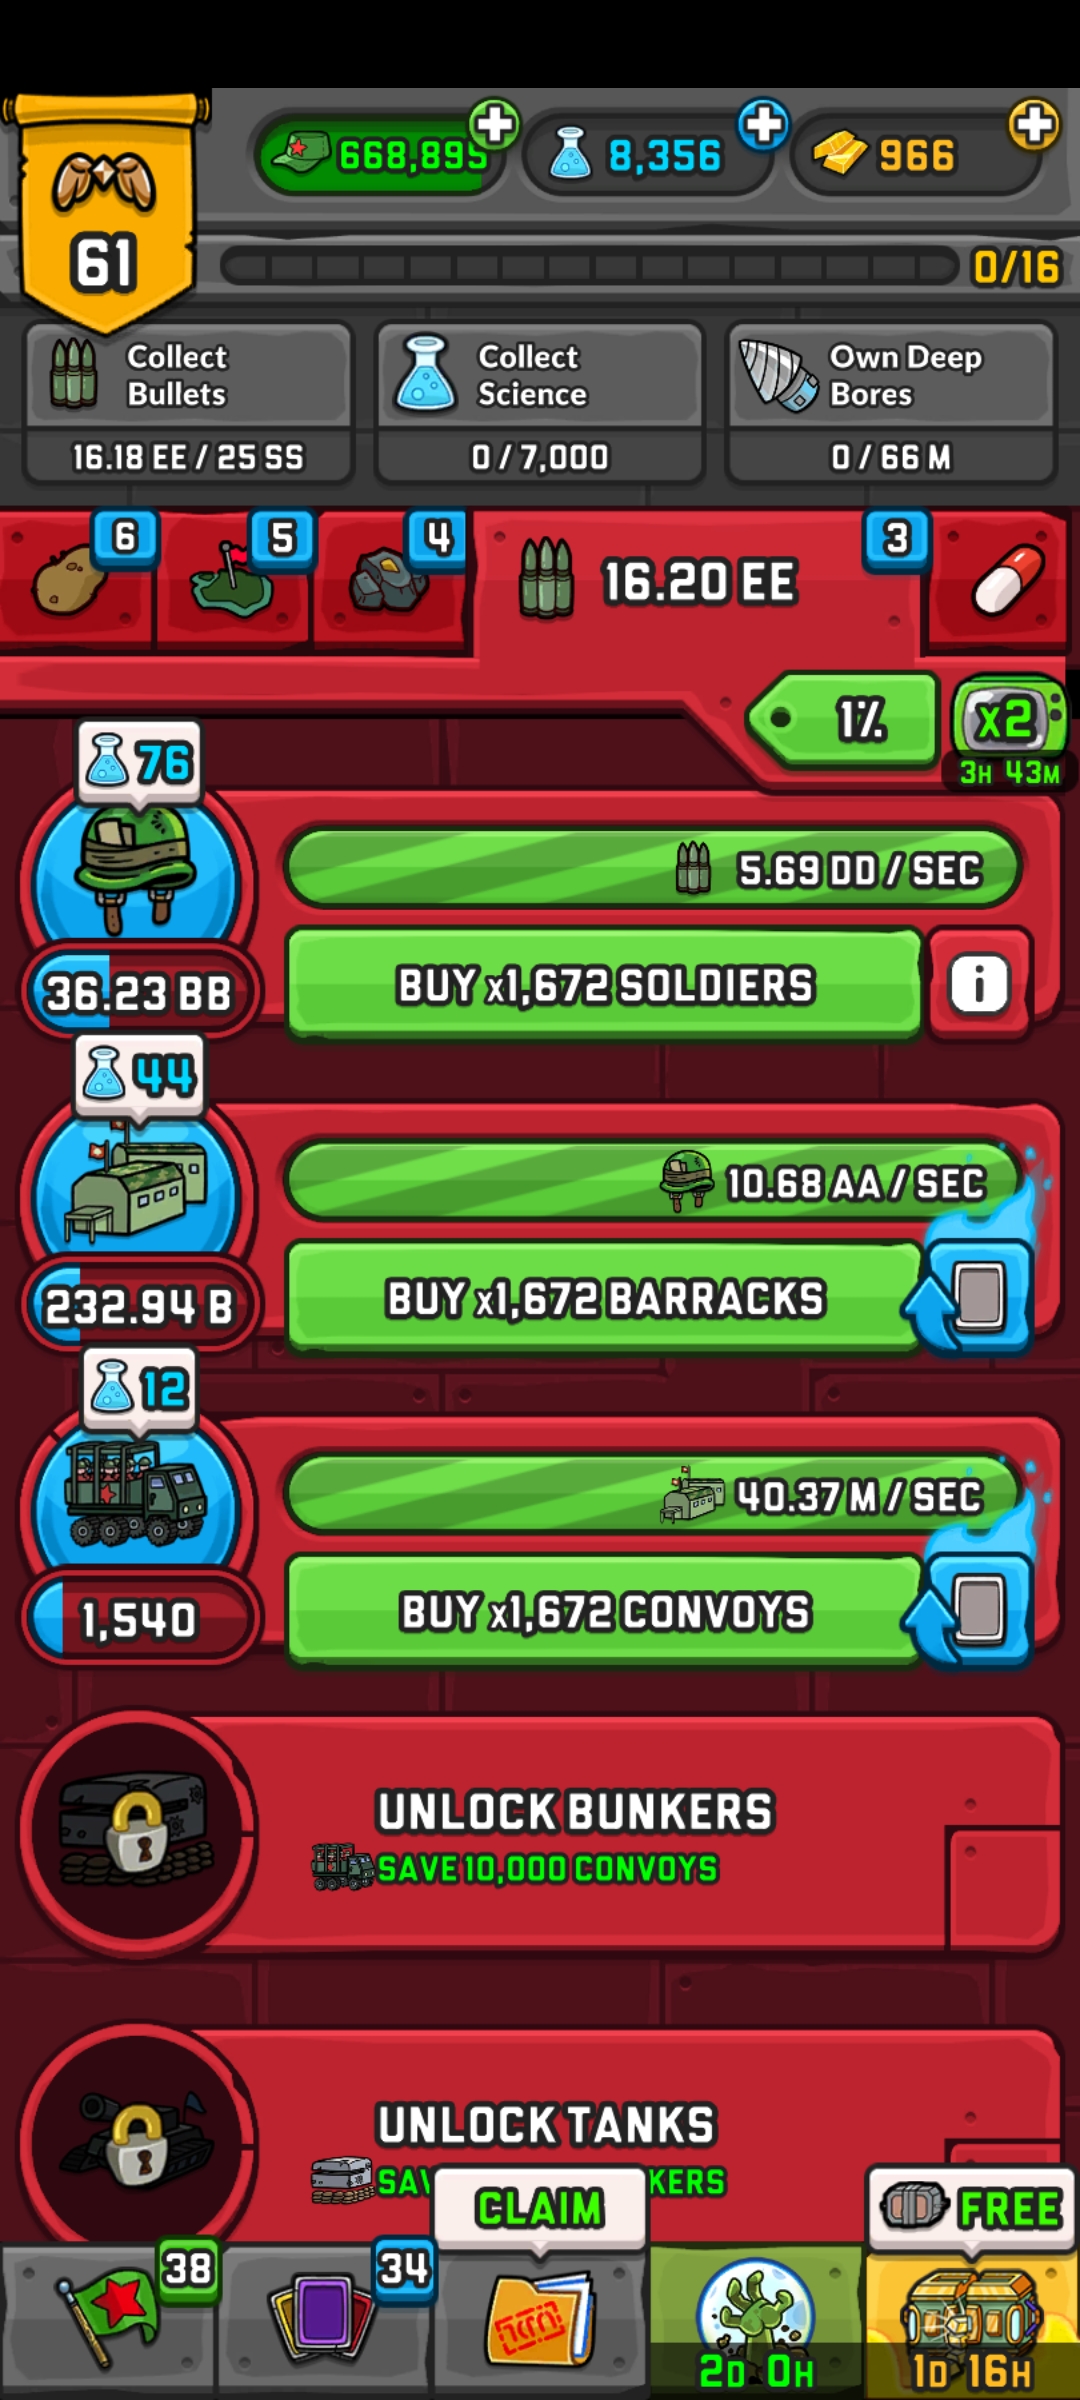 668,895
8,356
966
61
0/16
Collect Bullets
16.18 EE / 25 SS
Collect Science
0 / 7,000
Own Deep Bores
0 / 66 M
6
5
4
16.20 EE
3
1%
x2
3H 43M
76
5.69 DD / SEC
36.23 BB
BUY x1,672 SOLDIERS
i
44
10.68 AA / SEC
232.94 B
BUY x1,672 BARRACKS
12
40.37 M / SEC
1,540
BUY x1,672 CONVOYS
UNLOCK BUNKERS
SAVE 10,000 CONVOYS
UNLOCK TANKS
CLAIM
FREE
38
34
2D 0H
1D 16H